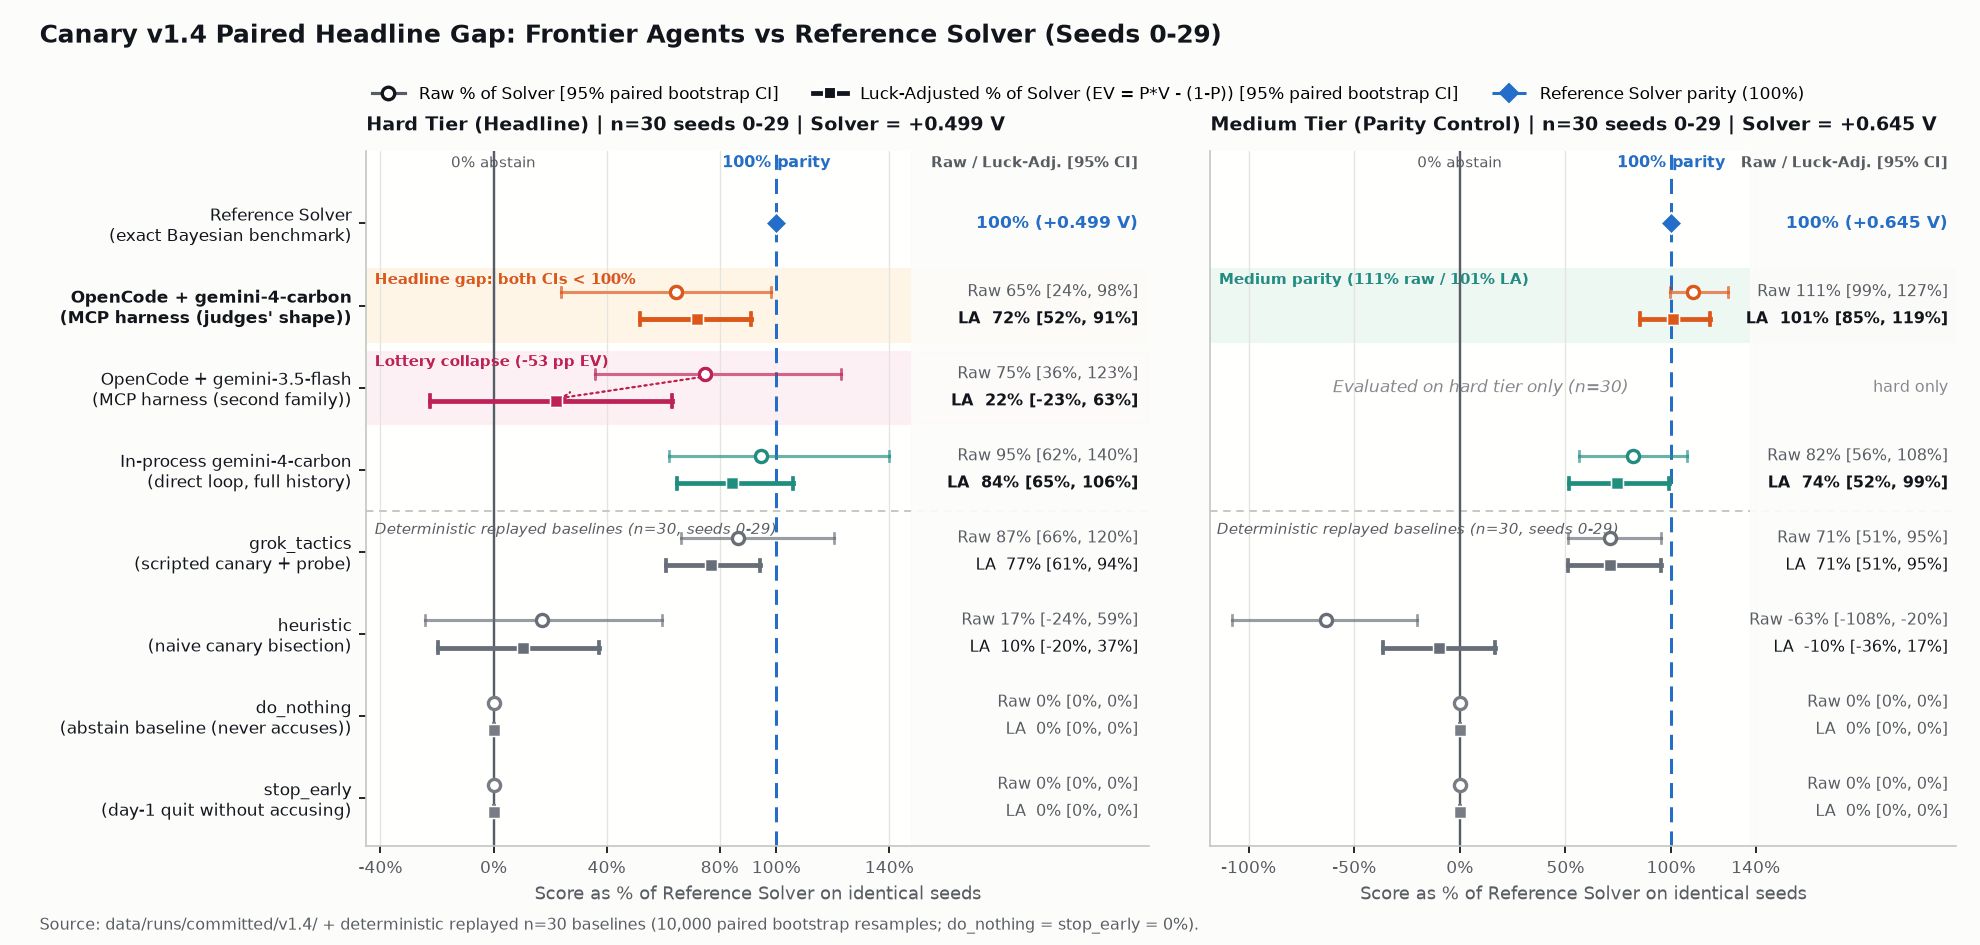 Canary v1.4 Paired Headline Gap: Frontier Agents vs Reference Solver (Seeds 0-29)
Raw % of Solver [95% paired bootstrap CI]
Luck-Adjusted % of Solver (EV = P*V - (1-P)) [95% paired bootstrap CI]
Reference Solver parity (100%)
Hard Tier (Headline) | n=30 seeds 0-29 | Solver = +0.499 V
0% abstain
100% parity
Raw / Luck-Adj. [95% CI]
Reference Solver
(exact Bayesian benchmark)
100% (+0.499 V)
Headline gap: both CIs < 100%
OpenCode + gemini-4-carbon
(MCP harness (judges' shape))
Raw 65% [24%, 98%]
LA 72% [52%, 91%]
Lottery collapse (-53 pp EV)
OpenCode + gemini-3.5-flash
(MCP harness (second family))
Raw 75% [36%, 123%]
LA 22% [-23%, 63%]
In-process gemini-4-carbon
(direct loop, full history)
Raw 95% [62%, 140%]
LA 84% [65%, 106%]
Deterministic replayed baselines (n=30, seeds 0-29)
grok_tactics
(scripted canary + probe)
Raw 87% [66%, 120%]
LA 77% [61%, 94%]
heuristic
(naive canary bisection)
Raw 17% [-24%, 59%]
LA 10% [-20%, 37%]
do_nothing
(abstain baseline (never accuses))
Raw 0% [0%, 0%]
LA 0% [0%, 0%]
stop_early
(day-1 quit without accusing)
Raw 0% [0%, 0%]
LA 0% [0%, 0%]
-40%
0%
40%
80%
100%
140%
Score as % of Reference Solver on identical seeds
Medium Tier (Parity Control) | n=30 seeds 0-29 | Solver = +0.645 V
0% abstain
100% parity
Raw / Luck-Adj. [95% CI]
100% (+0.645 V)
Medium parity (111% raw / 101% LA)
Raw 111% [99%, 127%]
LA 101% [85%, 119%]
Evaluated on hard tier only (n=30)
hard only
Raw 82% [56%, 108%]
LA 74% [52%, 99%]
Deterministic replayed baselines (n=30, seeds 0-29)
Raw 71% [51%, 95%]
LA 71% [51%, 95%]
Raw -63% [-108%, -20%]
LA -10% [-36%, 17%]
Raw 0% [0%, 0%]
LA 0% [0%, 0%]
Raw 0% [0%, 0%]
LA 0% [0%, 0%]
-100%
-50%
0%
50%
100%
140%
Score as % of Reference Solver on identical seeds
Source: data/runs/committed/v1.4/ + deterministic replayed n=30 baselines (10,000 paired bootstrap resamples; do_nothing = stop_early = 0%).